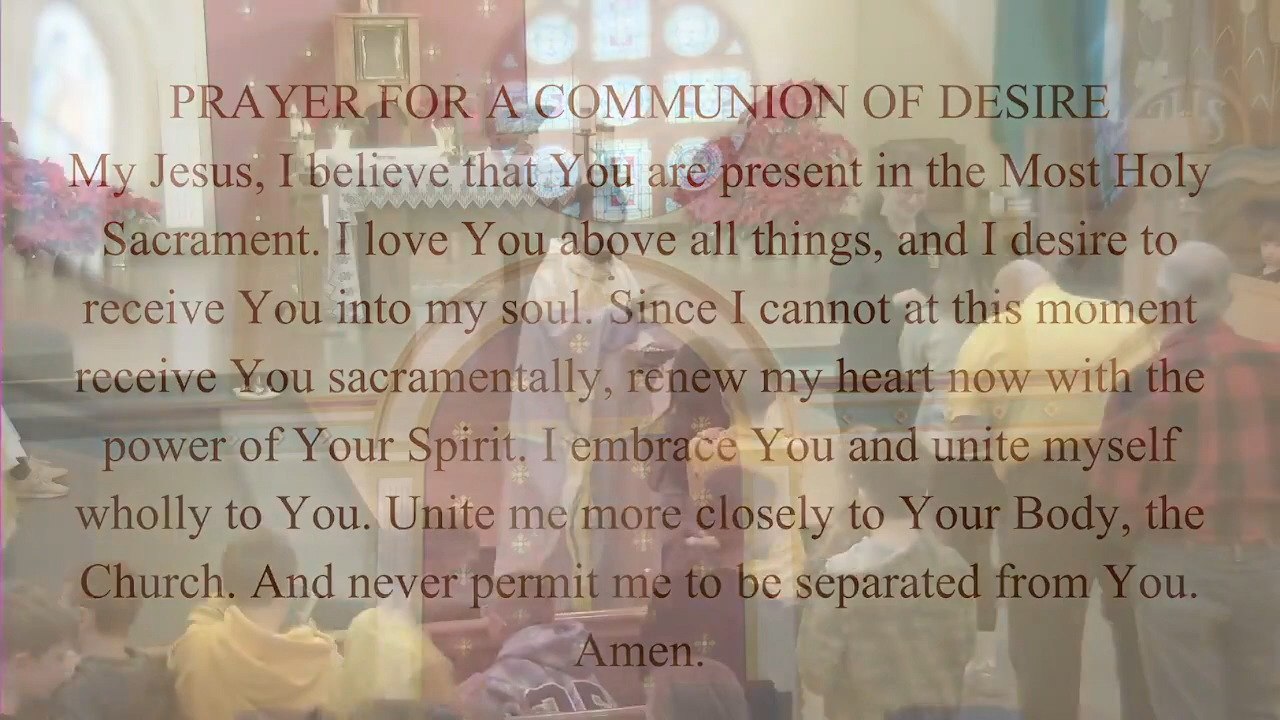 PRAYER FOR A COMMUNION OF DESIRE
My Jesus, I believe that You are present in the Most Holy
Sacrament. I love You above all things, and I desire to
receive You into my soul. Since I cannot at this moment
receive You sacramentally, renew my heart now with the
power of Your Spirit. I embrace You and unite myself
wholly to You. Unite me more closely to Your Body, the
Church. And never permit me to be separated from You.
Amen.